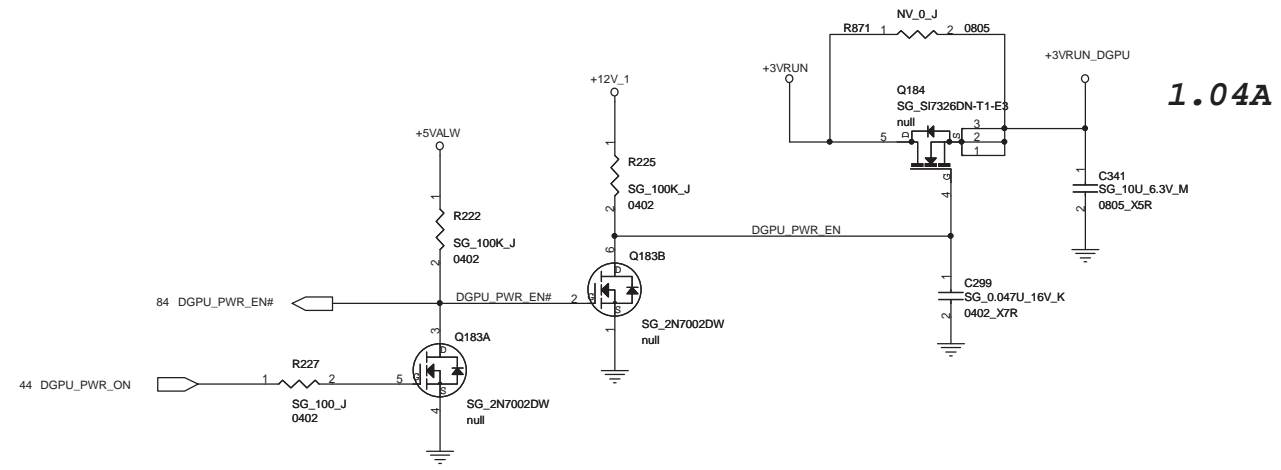 NV_0_J
R871 1 2 0805
+3VRUN_DGPU
+3VRUN
1.04A
Q184
SG_SI7326DN-T1-E3
null
+12V_1
5 D S 3
2
1
G
4
+5VALW
1
R225
SG_100K_J
2 0402
1
C341
SG_10U_6.3V_M
2 0805_X5R
1
R222
SG_100K_J
2 0402
DGPU_PWR_EN
6
D
Q183B
84 DGPU_PWR_EN#
DGPU_PWR_EN# 2 G
S
1
SG_2N7002DW
null
1
C299
SG_0.047U_16V_K
2 0402_X7R
3
D
Q183A
R227
44 DGPU_PWR_ON
1 2 5 G
S
4
SG_100_J
0402
SG_2N7002DW
null